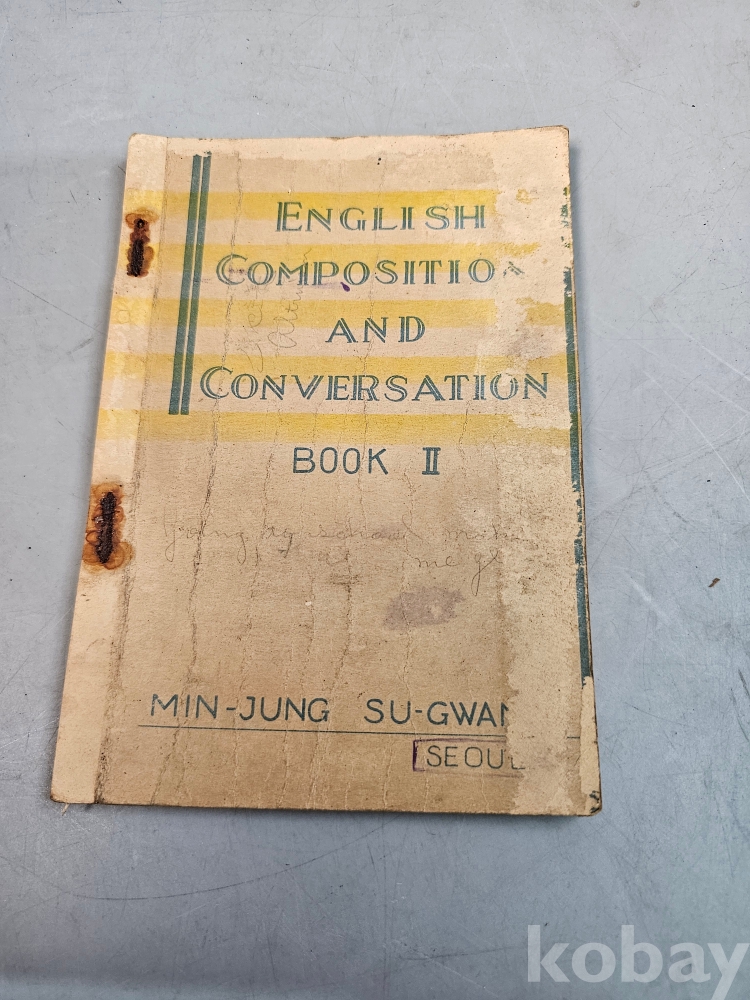 ENGLISH
COMPOSITIO
AND
CONVERSATION
BOOK II
MIN-JUNG SU-GWAN
SEOUL
kobay